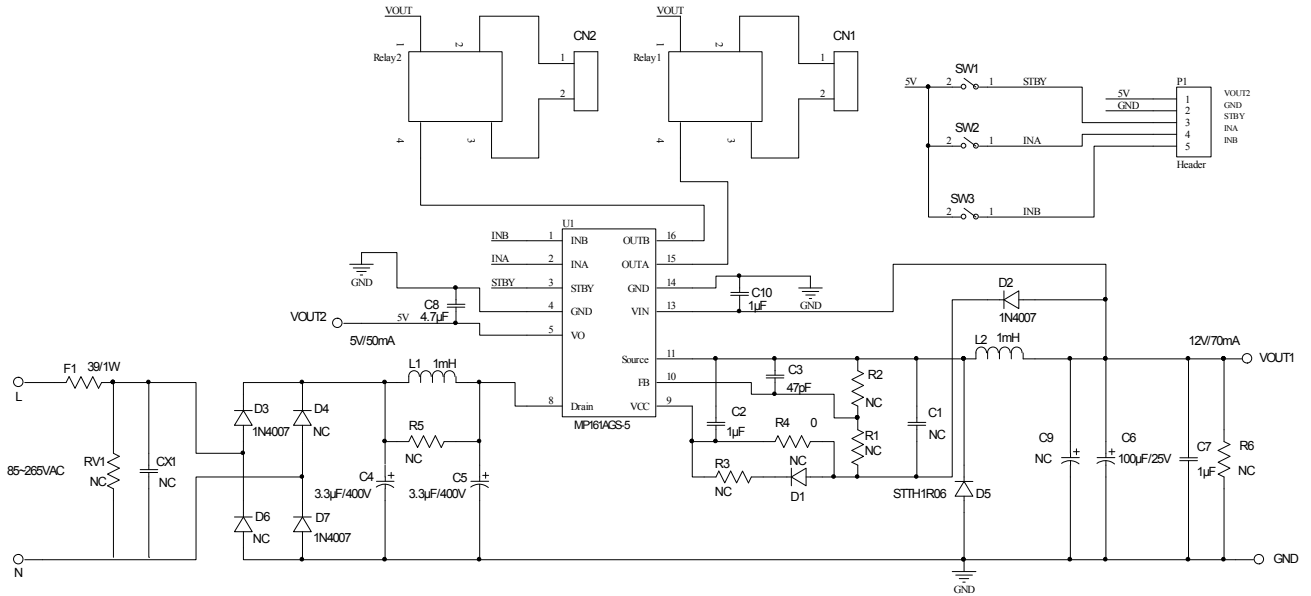 VOUT
VOUT
1
2
Relay2
CN2
1
2
4
3
1
2
Relay1
CN1
1
2
4
3
5V
2
SW1
1
STBY
2
SW2
1
INA
2
SW3
1
INB
P1
5V
1
VOUT2
GND
2
GND
3
STBY
4
INA
5
INB
Header
U1
INB
1
INB
OUTB
16
INA
2
INA
OUTA
15
STBY
3
STBY
GND
14
4
GND
VIN
13
5
VO
Source
11
FB
10
8
Drain
VCC
9
MP161AGS-5
GND
C8
4.7µF
VOUT2
5V
5V/50mA
C10
1µF
GND
D2
1N4007
L2
1mH
12V/70mA
VOUT1
F1
39/1W
L
RV1
NC
CX1
NC
85~265VAC
N
D3
1N4007
D4
NC
D6
NC
D7
1N4007
L1
1mH
R5
NC
C4
3.3µF/400V
C5
3.3µF/400V
C3
47pF
C2
1µF
R2
NC
R4
0
NC
R1
NC
R3
NC
D1
C1
NC
STTH1R06
D5
C9
NC
C6
100µF/25V
C7
1µF
R6
NC
GND
GND